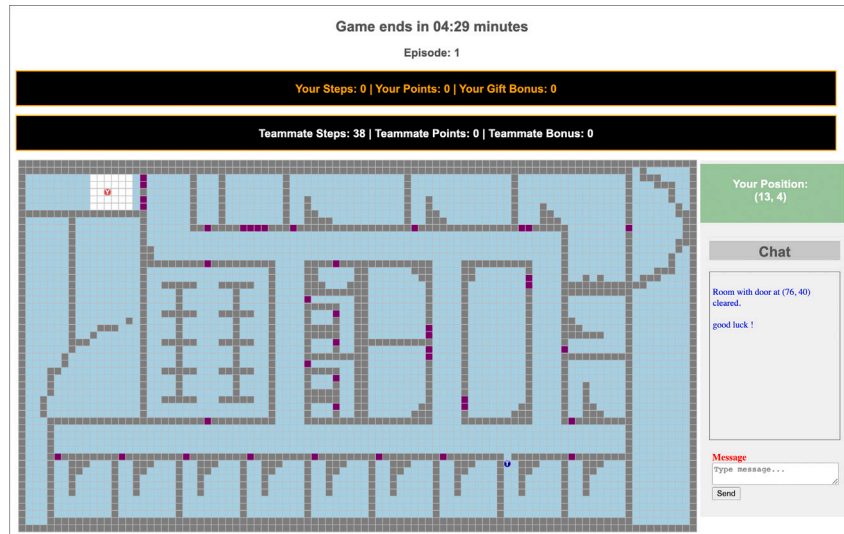 Game ends in 04:29 minutes
Episode: 1
Your Steps: 0 | Your Points: 0 | Your Gift Bonus: 0
Teammate Steps: 38 | Teammate Points: 0 | Teammate Bonus: 0
Y
Your Position:
(13, 4)
Chat
Room with door at (76, 40)
cleared.
good luck !
T
Message
Type message...
Send